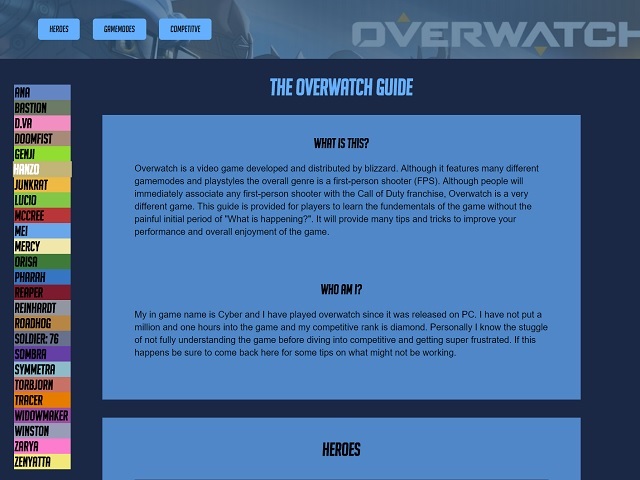 HEROES
GAMEMODES
COMPETITIVE
OVERWATCH
THE OVERWATCH GUIDE
ANA
BASTION
D.VA
DOOMFIST
GENJI
HANZO
JUNKRAT
LUCIO
MCCREE
MEI
MERCY
ORISA
PHARAH
REAPER
REINHARDT
ROADHOG
SOLDIER: 76
SOMBRA
SYMMETRA
TORBJORN
TRACER
WIDOWMAKER
WINSTON
ZARYA
ZENYATTA
WHAT IS THIS?
Overwatch is a video game developed and distributed by blizzard. Although it features many different
gamemodes and playstyles the overall genre is a first-person shooter (FPS). Although people will
immediately associate any first-person shooter with the Call of Duty franchise, Overwatch is a very
different game. This guide is provided for players to learn the fundementals of the game without the
painful initial period of "What is happening?". It will provide many tips and tricks to improve your
performance and overall enjoyment of the game.
WHO AM I?
My in game name is Cyber and I have played overwatch since it was released on PC. I have not put a
million and one hours into the game and my competitive rank is diamond. Personally I know the stuggle
of not fully understanding the game before diving into competitive and getting super frustrated. If this
happens be sure to come back here for some tips on what might not be working.
HEROES